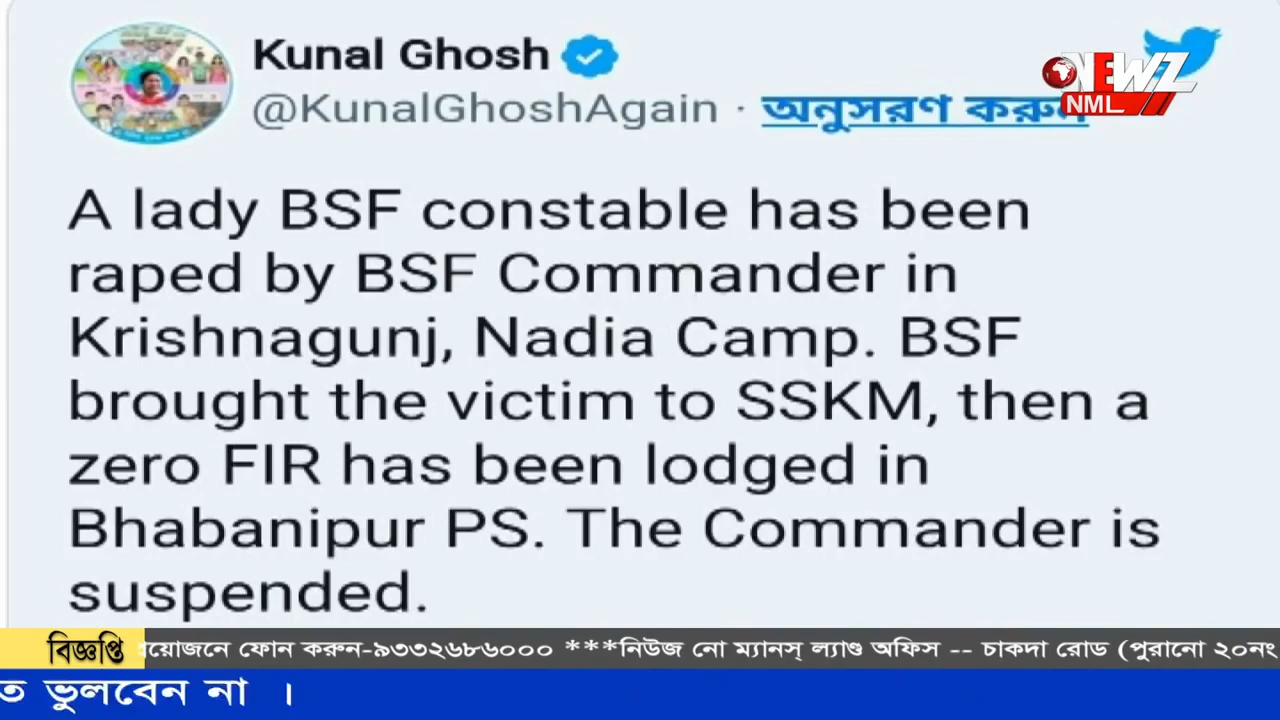 Kunal Ghosh
@KunalGhoshAgain · অনুসরণ করুন
NEWZ
NML
A lady BSF constable has been
raped by BSF Commander in
Krishnagunj, Nadia Camp. BSF
brought the victim to SSKM, then a
zero FIR has been lodged in
Bhabanipur PS. The Commander is
suspended.
বিজ্ঞপ্তি
য়োজনে ফোন করুন-৯৩৩২৬৮৬০০০ ***নিউজ নো ম্যানস্ ল্যাণ্ড অফিস -- চাকদা রোড (পুরানো ২০নং
ত ভুলবেন না ।